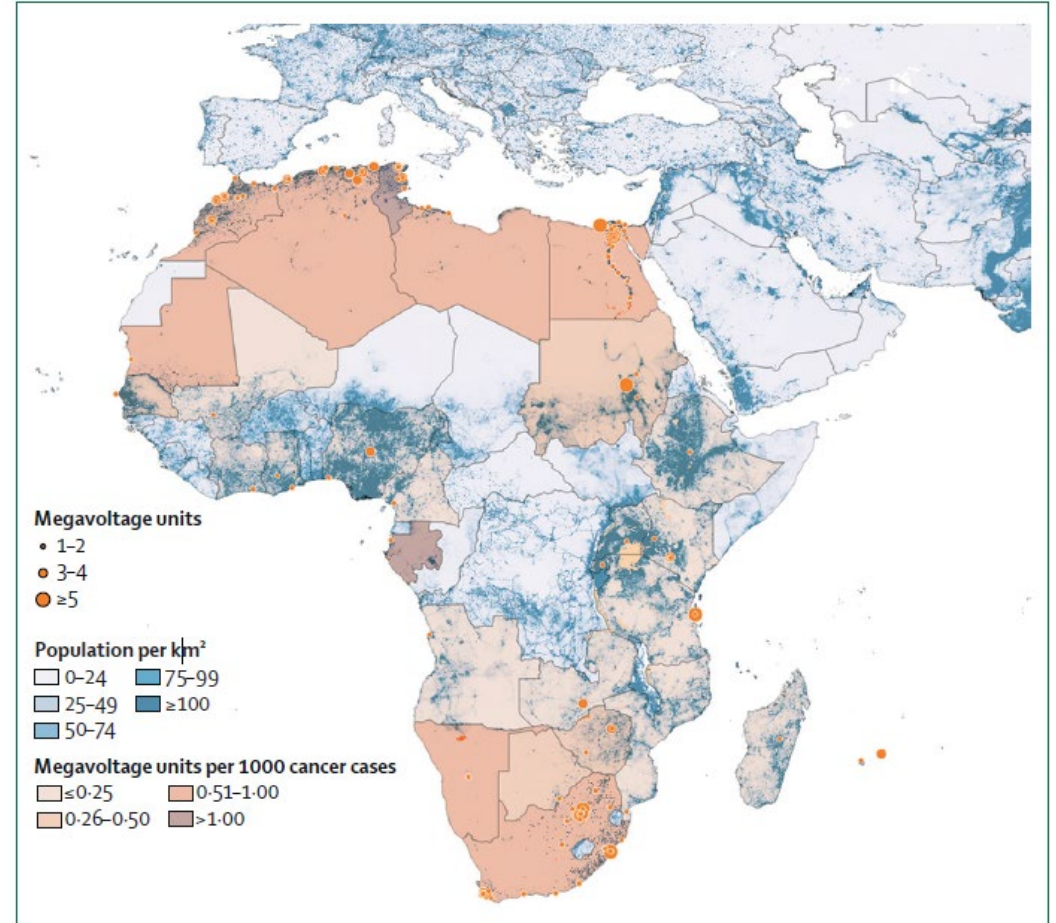 Megavoltage units
1–2
3–4
≥5
Population per km²
0–24 75–99
25–49 ≥100
50–74
Megavoltage units per 1000 cancer cases
≤0·25 0·51–1·00
0·26–0·50 >1·00